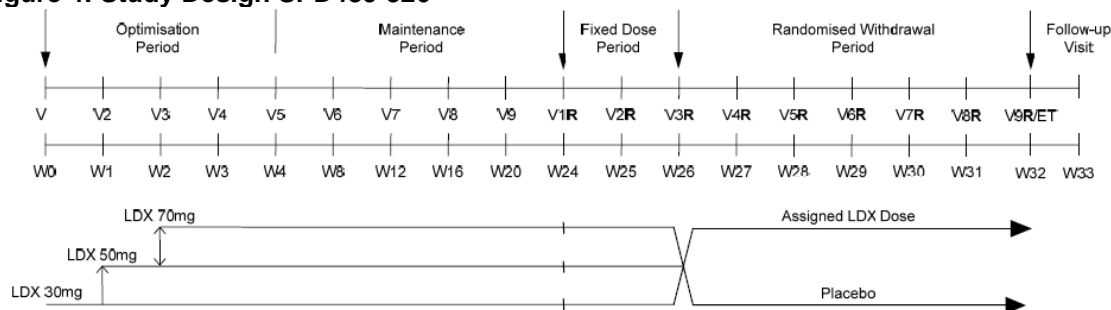 Study Design
Optimisation Period
Maintenance Period
Fixed Dose Period
Randomised Withdrawal Period
Follow-up Visit
V V2 V3 V4 V5 V6 V7 V8 V9 V1R V2R V3R V4R V5R V6R V7R V8R V9R/ET
W0 W1 W2 W3 W4 W8 W12 W16 W20 W24 W25 W26 W27 W28 W29 W30 W31 W32 W33
LDX 70mg
Assigned LDX Dose
LDX 50mg
LDX 30mg
Placebo